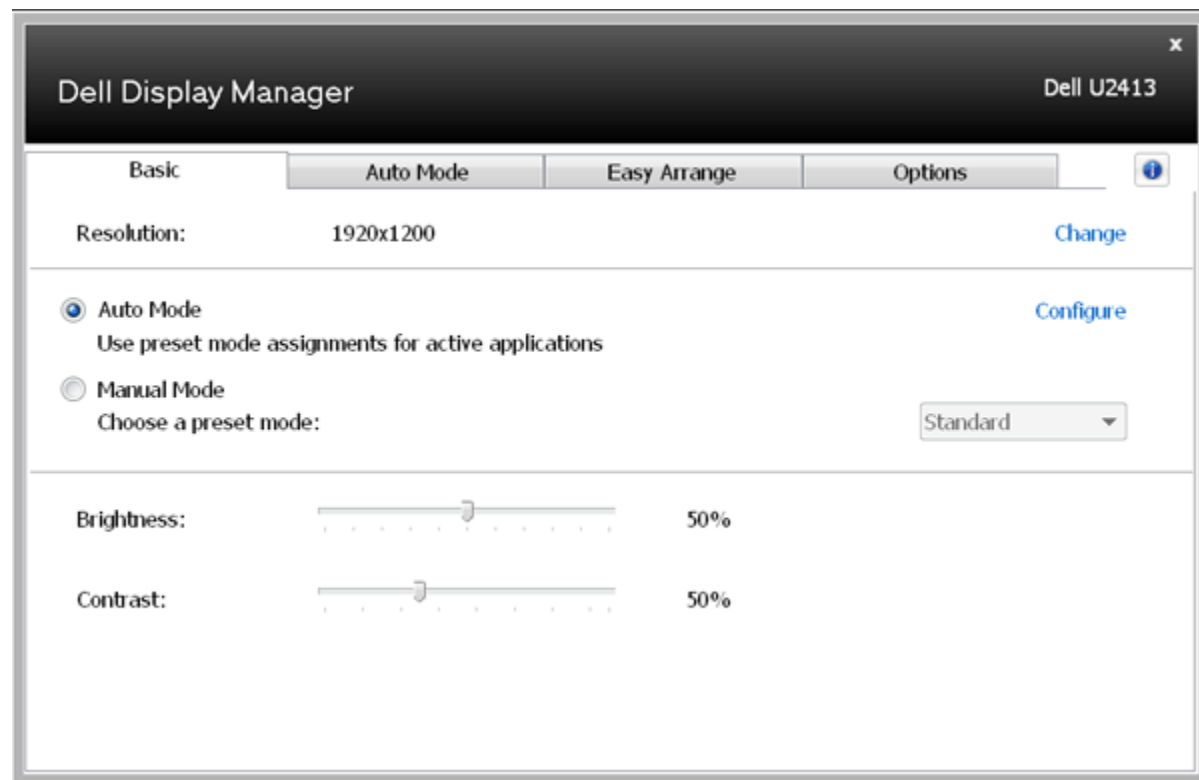 x
Dell Display Manager
Dell U2413
Basic
Auto Mode
Easy Arrange
Options
Resolution:
1920x1200
Change
Auto Mode
Configure
Use preset mode assignments for active applications
Manual Mode
Choose a preset mode:
Standard
Brightness:
50%
Contrast:
50%